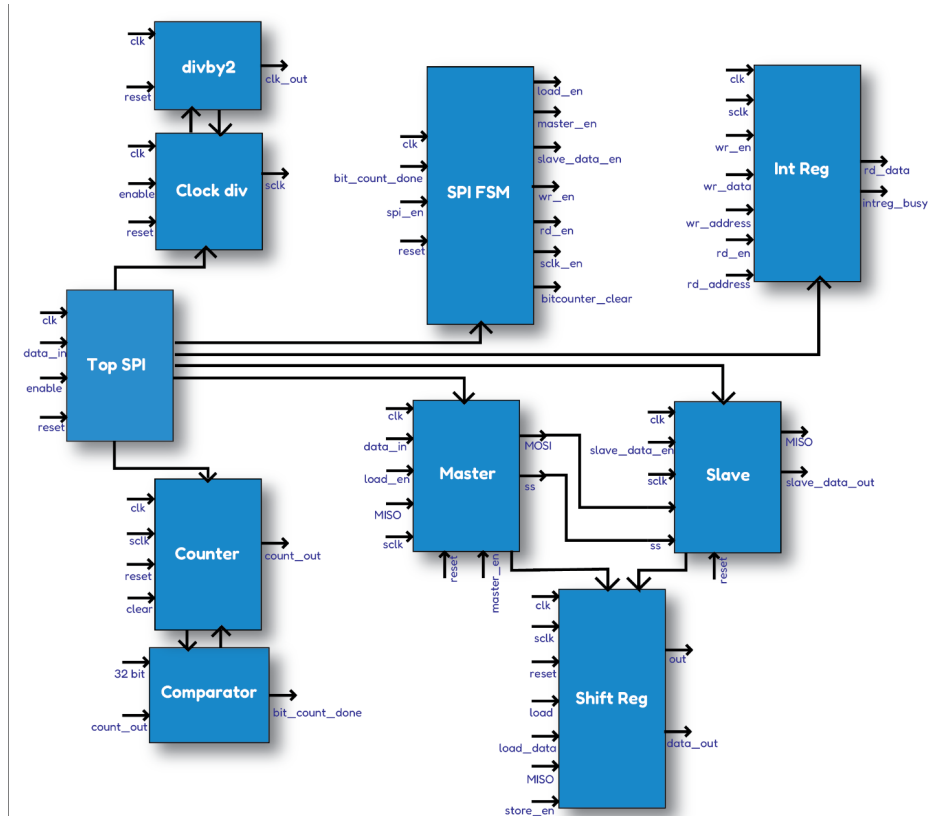 clk
divby2
clk_out
reset
clk
Clock div
sclk
enable
reset
clk
bit_count_done
spi_en
reset
SPI FSM
load_en
master_en
slave_data_en
wr_en
rd_en
sclk_en
bitcounter_clear
clk
sclk
wr_en
wr_data
wr_address
rd_en
rd_address
Int Reg
rd_data
intreg_busy
clk
data_in
enable
reset
Top SPI
clk
data_in
load_en
MISO
sclk
Master
MOSI
ss
reset
master_en
clk
slave_data_en
sclk
ss
Slave
MISO
slave_data_out
reset
clk
sclk
reset
clear
Counter
count_out
32 bit
count_out
Comparator
bit_count_done
clk
sclk
reset
load
load_data
MISO
store_en
Shift Reg
out
data_out